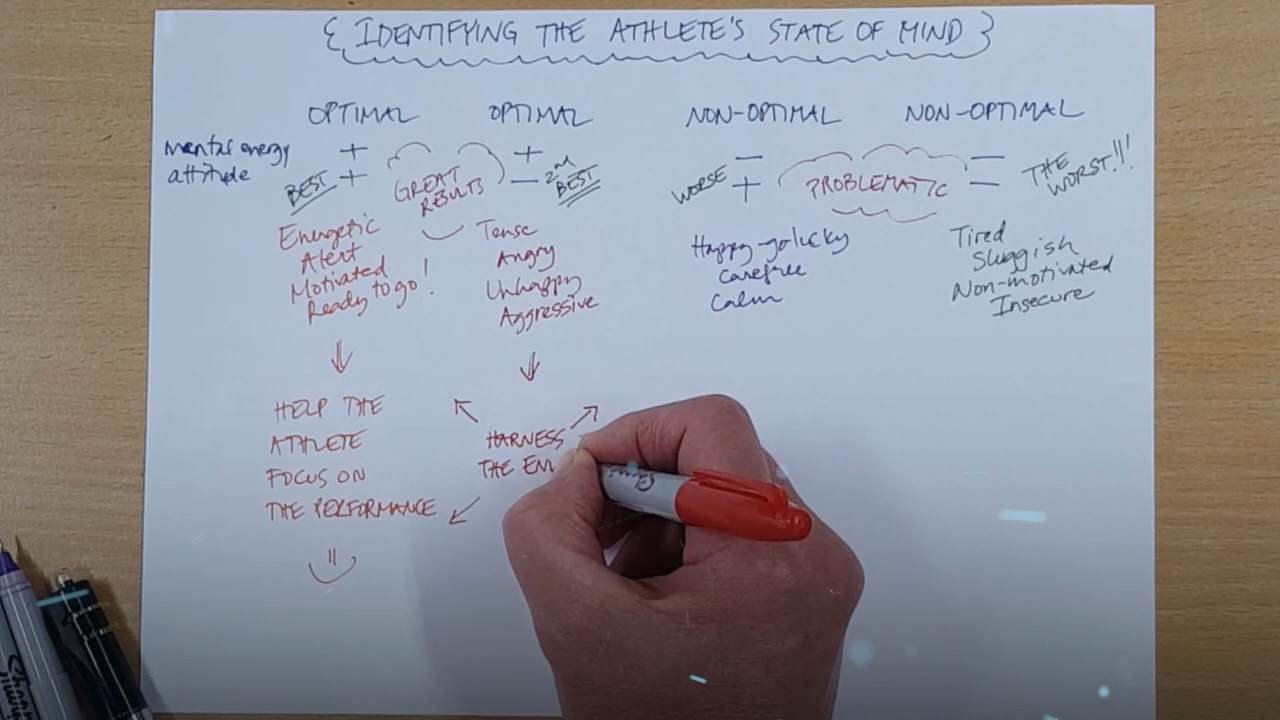 { IDENTIFYING THE ATHLETE'S STATE OF MIND }
OPTIMAL OPTIMAL NON-OPTIMAL NON-OPTIMAL
mental energy + + - -
attitude + - + -
BEST
GREAT
RESULTS
2nd
BEST
WORSE
PROBLEMATIC
THE
WORST!!!
Energetic
Alert
Motivated
Ready to go!
Tense
Angry
Unhappy
Aggressive
Happy-go-lucky
Carefree
Calm
Tired
Sluggish
Non-motivated
Insecure
HELP THE
ATHLETE
FOCUS ON
THE PERFORMANCE
HARNESS
THE EN